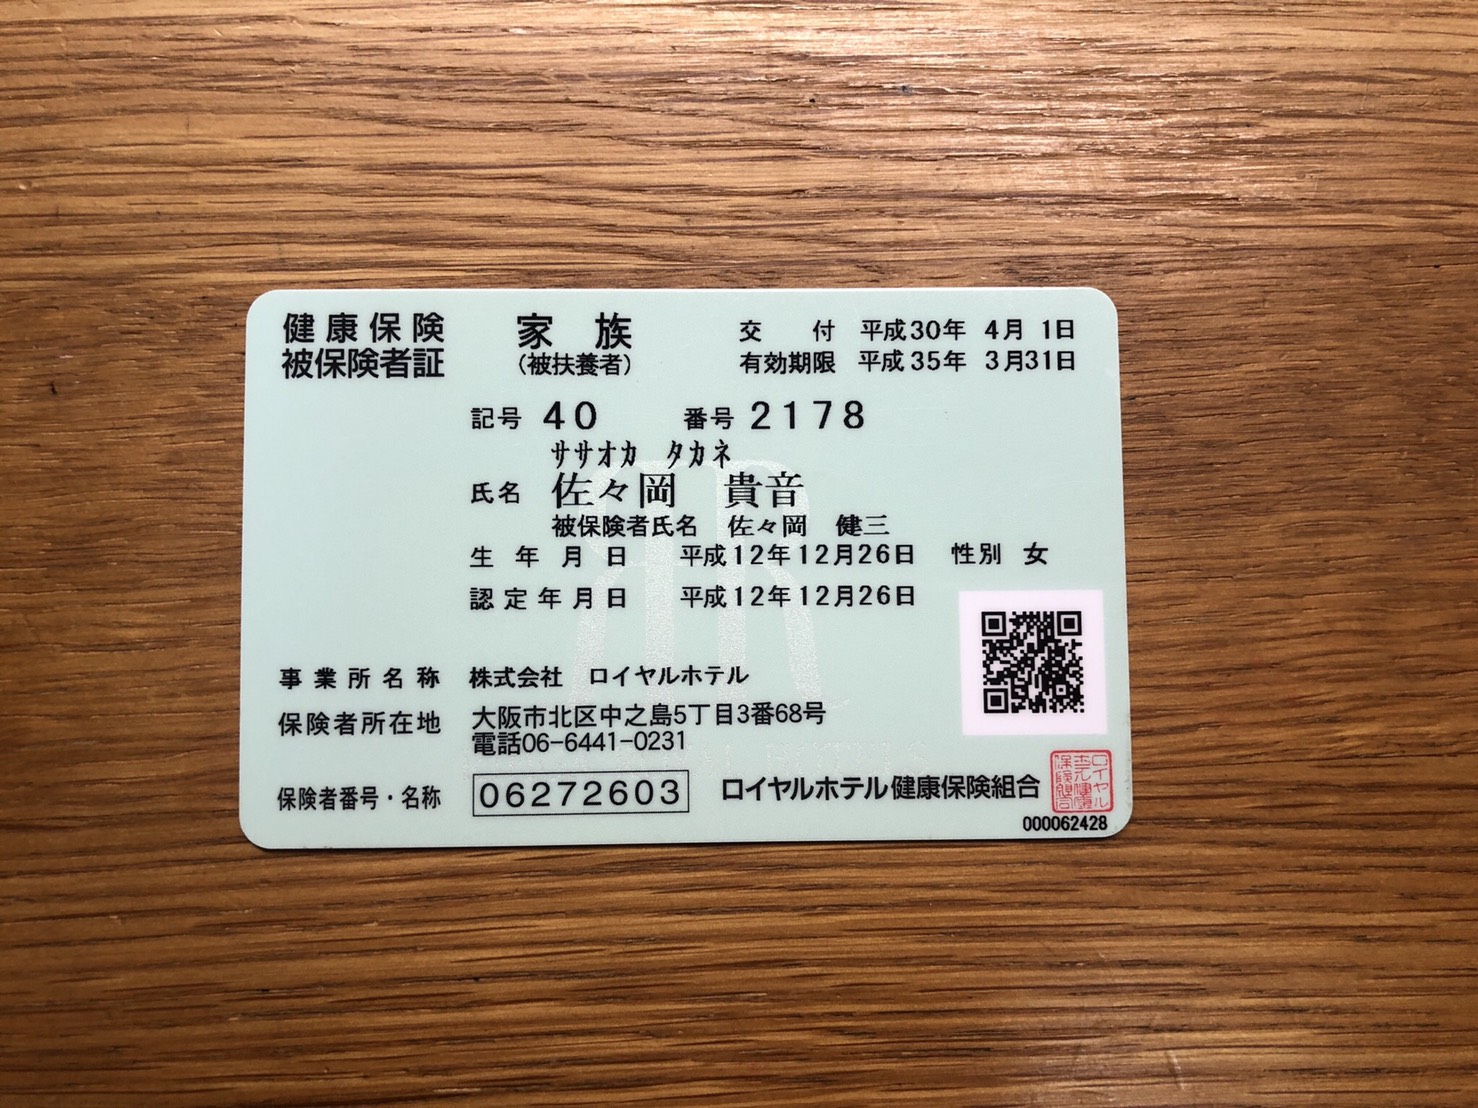 健康保険 家族 交付 平成30年 4月 1日
被保険者証 (被扶養者) 有効期限 平成35年 3月31日
記号 40 番号 2178
ササオカ タカネ
氏名 佐々岡 貴音
被保険者氏名 佐々岡 健三
生年月日 平成12年12月26日 性別 女
認定年月日 平成12年12月26日
事業所名称 株式会社 ロイヤルホテル
保険者所在地 大阪市北区中之島5丁目3番68号
電話06-6441-0231
保険者番号・名称 06272603 ロイヤルホテル健康保険組合
000062428